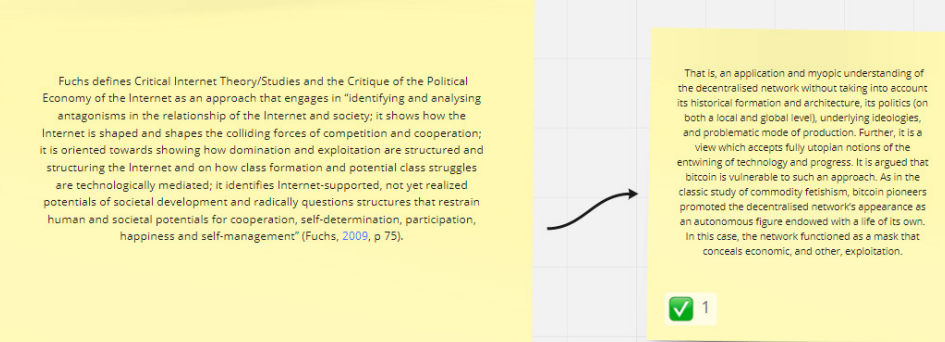 Fuchs defines Critical Internet Theory/Studies and the Critique of the Political
Economy of the Internet as an approach that engages in “identifying and analysing
antagonisms in the relationship of the Internet and society; it shows how the
Internet is shaped and shapes the colliding forces of competition and cooperation;
it is oriented towards showing how domination and exploitation are structured and
structuring the Internet and on how class formation and potential class struggles
are technologically mediated; it identifies Internet-supported, not yet realized
potentials of societal development and radically questions structures that restrain
human and societal potentials for cooperation, self-determination, participation,
happiness and self-management” (Fuchs, 2009, p 75).
That is, an application and myopic understanding of
the decentralised network without taking into account
its historical formation and architecture, its politics (on
both a local and global level), underlying ideologies,
and problematic mode of production. Further, it is a
view which accepts fully utopian notions of the
entwining of technology and progress. It is argued that
bitcoin is vulnerable to such an approach. As in the
classic study of commodity fetishism, bitcoin pioneers
promoted the decentralised network's appearance as
an autonomous figure endowed with a life of its own.
In this case, the network functioned as a mask that
conceals economic, and other, exploitation.
1